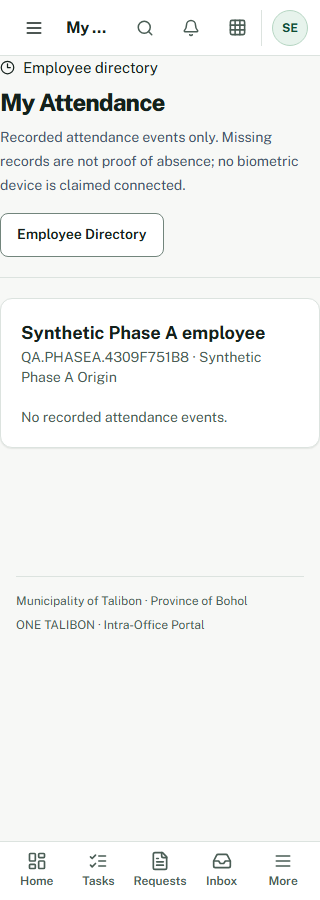 My ...
SE
Employee directory
My Attendance
Recorded attendance events only. Missing
records are not proof of absence; no biometric
device is claimed connected.
Employee Directory
Synthetic Phase A employee
QA.PHASEA.4309F751B8 · Synthetic
Phase A Origin
No recorded attendance events.
Municipality of Talibon · Province of Bohol
ONE TALIBON · Intra-Office Portal
Home Tasks Requests Inbox More